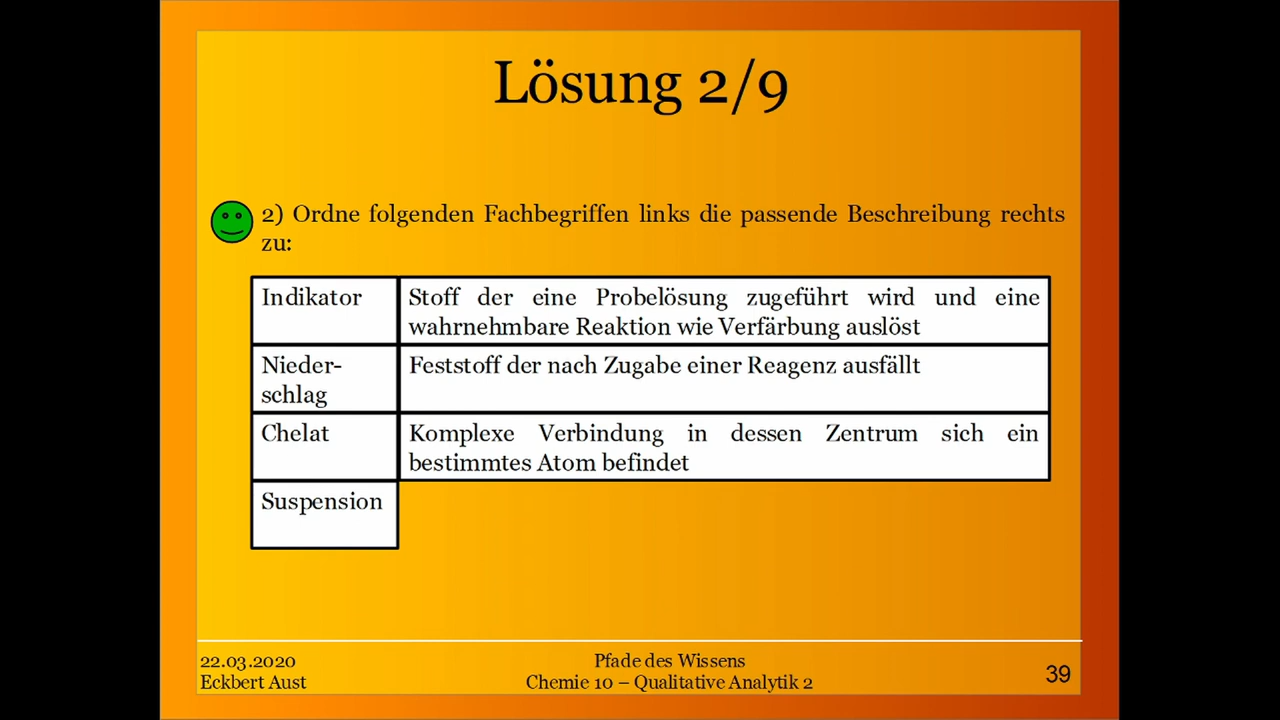 Lösung 2/9
2) Ordne folgenden Fachbegriffen links die passende Beschreibung rechts
zu:
Indikator
Stoff der eine Probelösung zugeführt wird und eine
wahrnehmbare Reaktion wie Verfärbung auslöst
Nieder-
schlag
Feststoff der nach Zugabe einer Reagenz ausfällt
Chelat
Komplexe Verbindung in dessen Zentrum sich ein
bestimmtes Atom befindet
Suspension
22.03.2020
Eckbert Aust
Pfade des Wissens
Chemie 10 – Qualitative Analytik 2
39